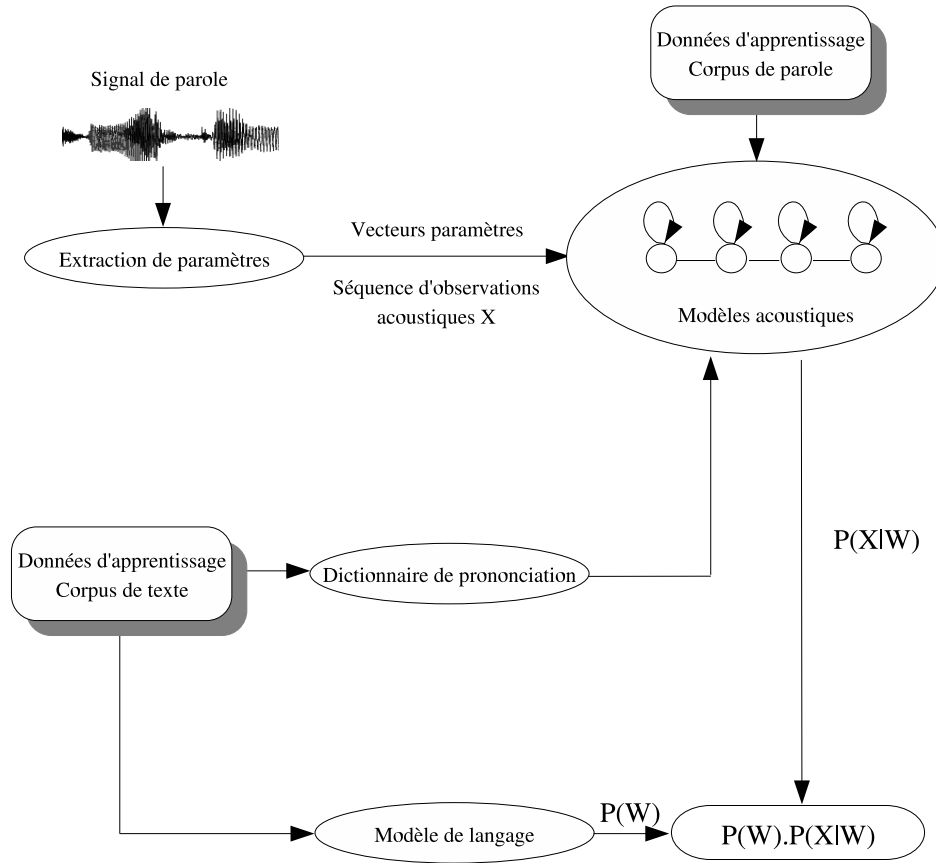 Données d'apprentissage
Corpus de parole
Signal de parole
Extraction de paramètres
Vecteurs paramètres
Séquence d'observations
acoustiques X
Modèles acoustiques
P(X|W)
Données d'apprentissage
Corpus de texte
Dictionnaire de prononciation
Modèle de langage
P(W)
P(W).P(X|W)